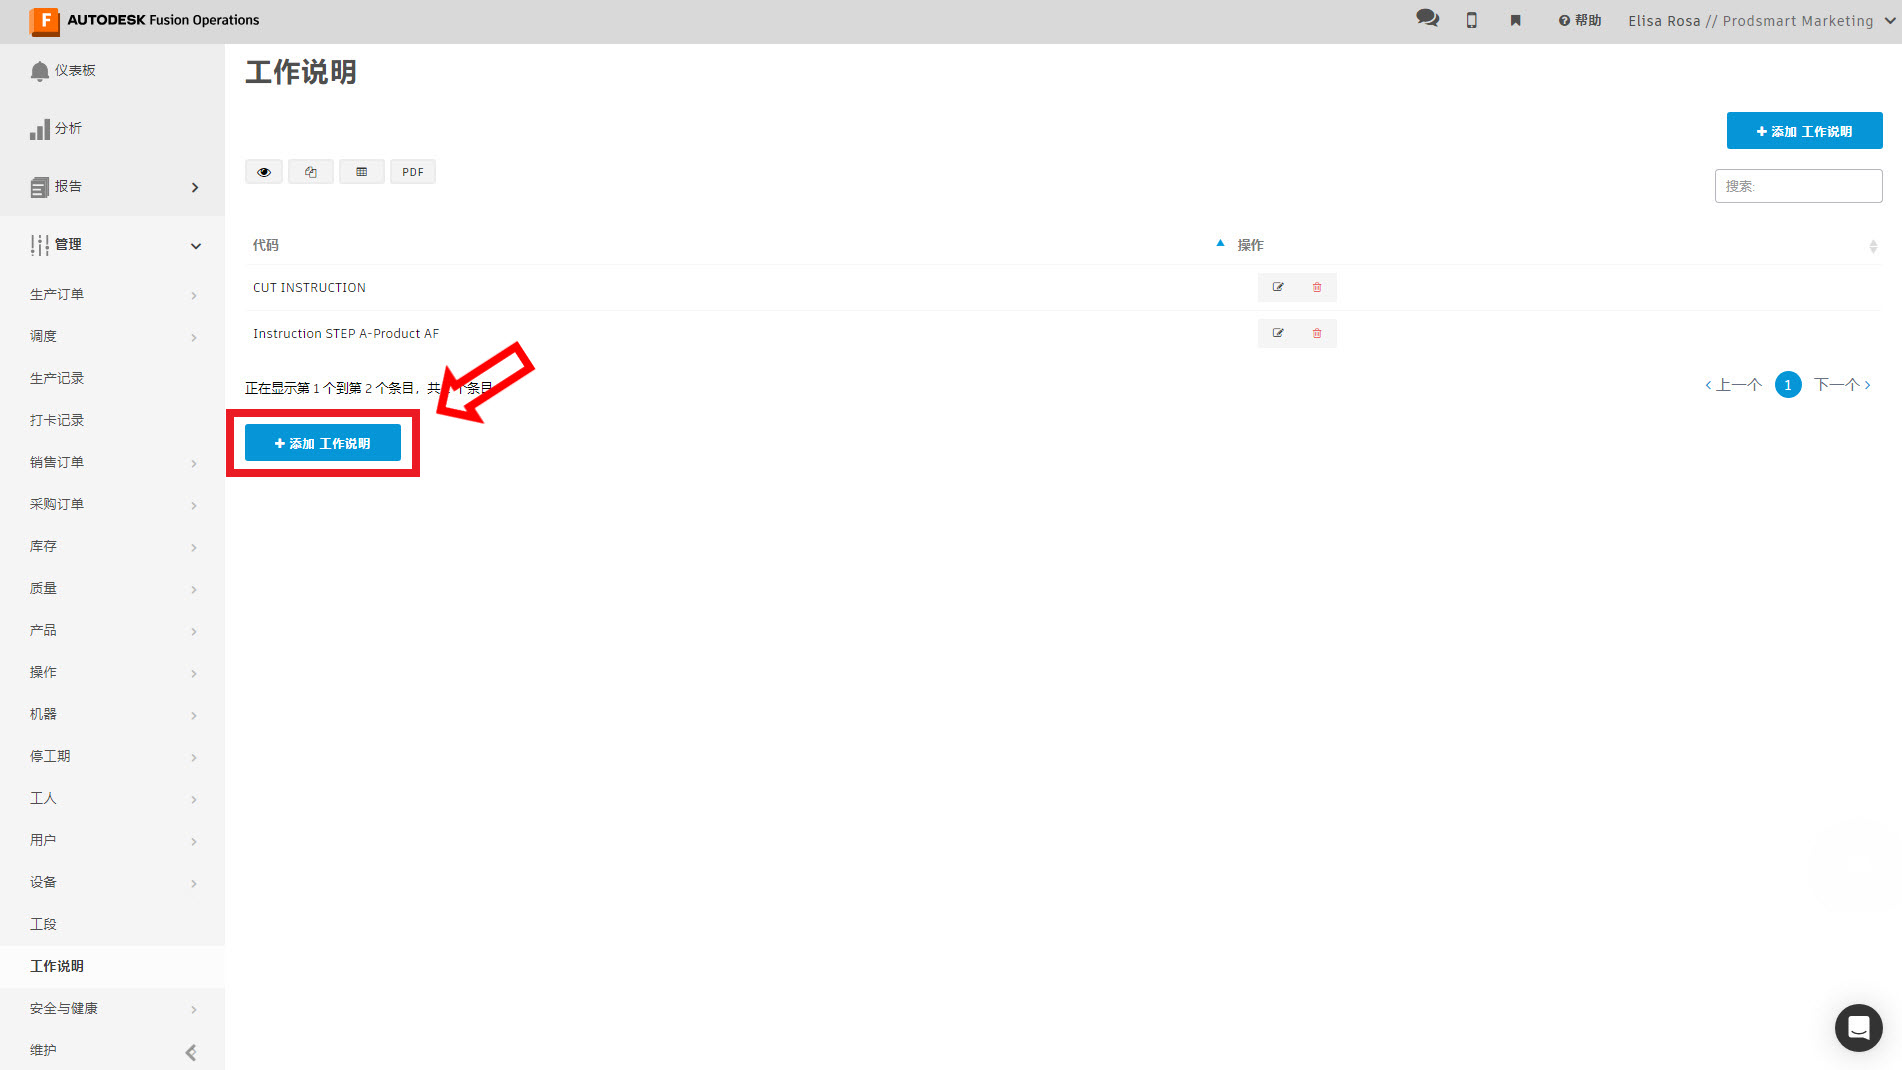 F AUTODESK Fusion Operations
帮助
Elisa Rosa // Prodsmart Marketing
仪表板
分析
报告
管理
生产订单
调度
生产记录
打卡记录
销售订单
采购订单
库存
质量
产品
操作
机器
停工期
工人
用户
设备
工段
工作说明
安全与健康
维护
工作说明
添加 工作说明
PDF
搜索:
代码
操作
CUT INSTRUCTION
Instruction STEP A-Product AF
正在显示第 1 个到第 2 个条目，共 个条目
上一个 1 下一个
添加 工作说明